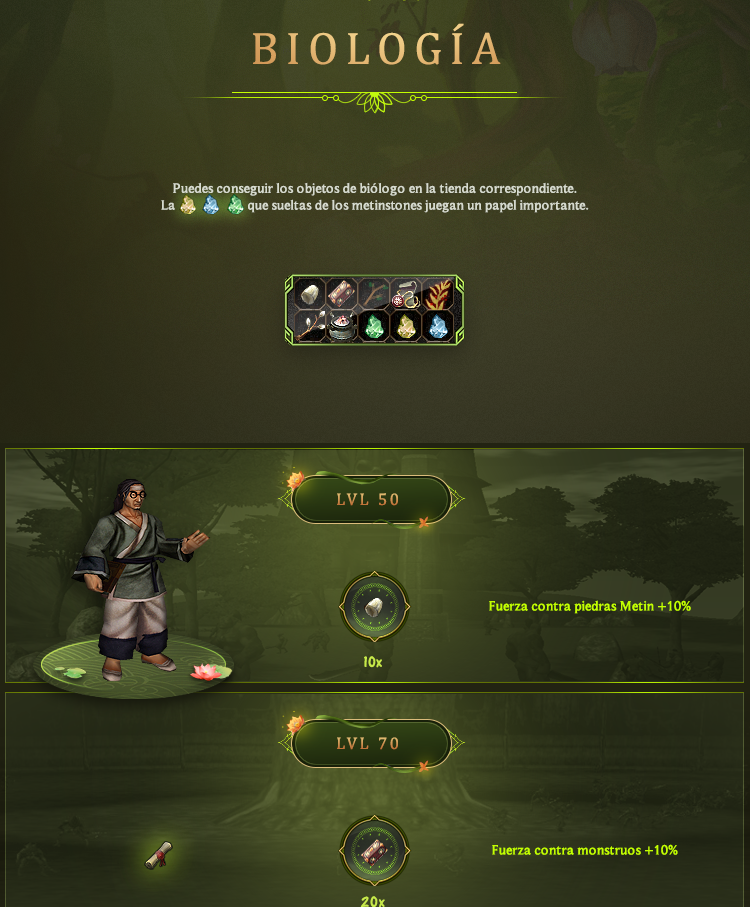 BIOLOGÍA
Puedes conseguir los objetos de biólogo en la tienda correspondiente.
La que sueltas de los metinstones juegan un papel importante.
LVL 50
Fuerza contra piedras Metin +10%
10x
LVL 70
Fuerza contra monstruos +10%
20x